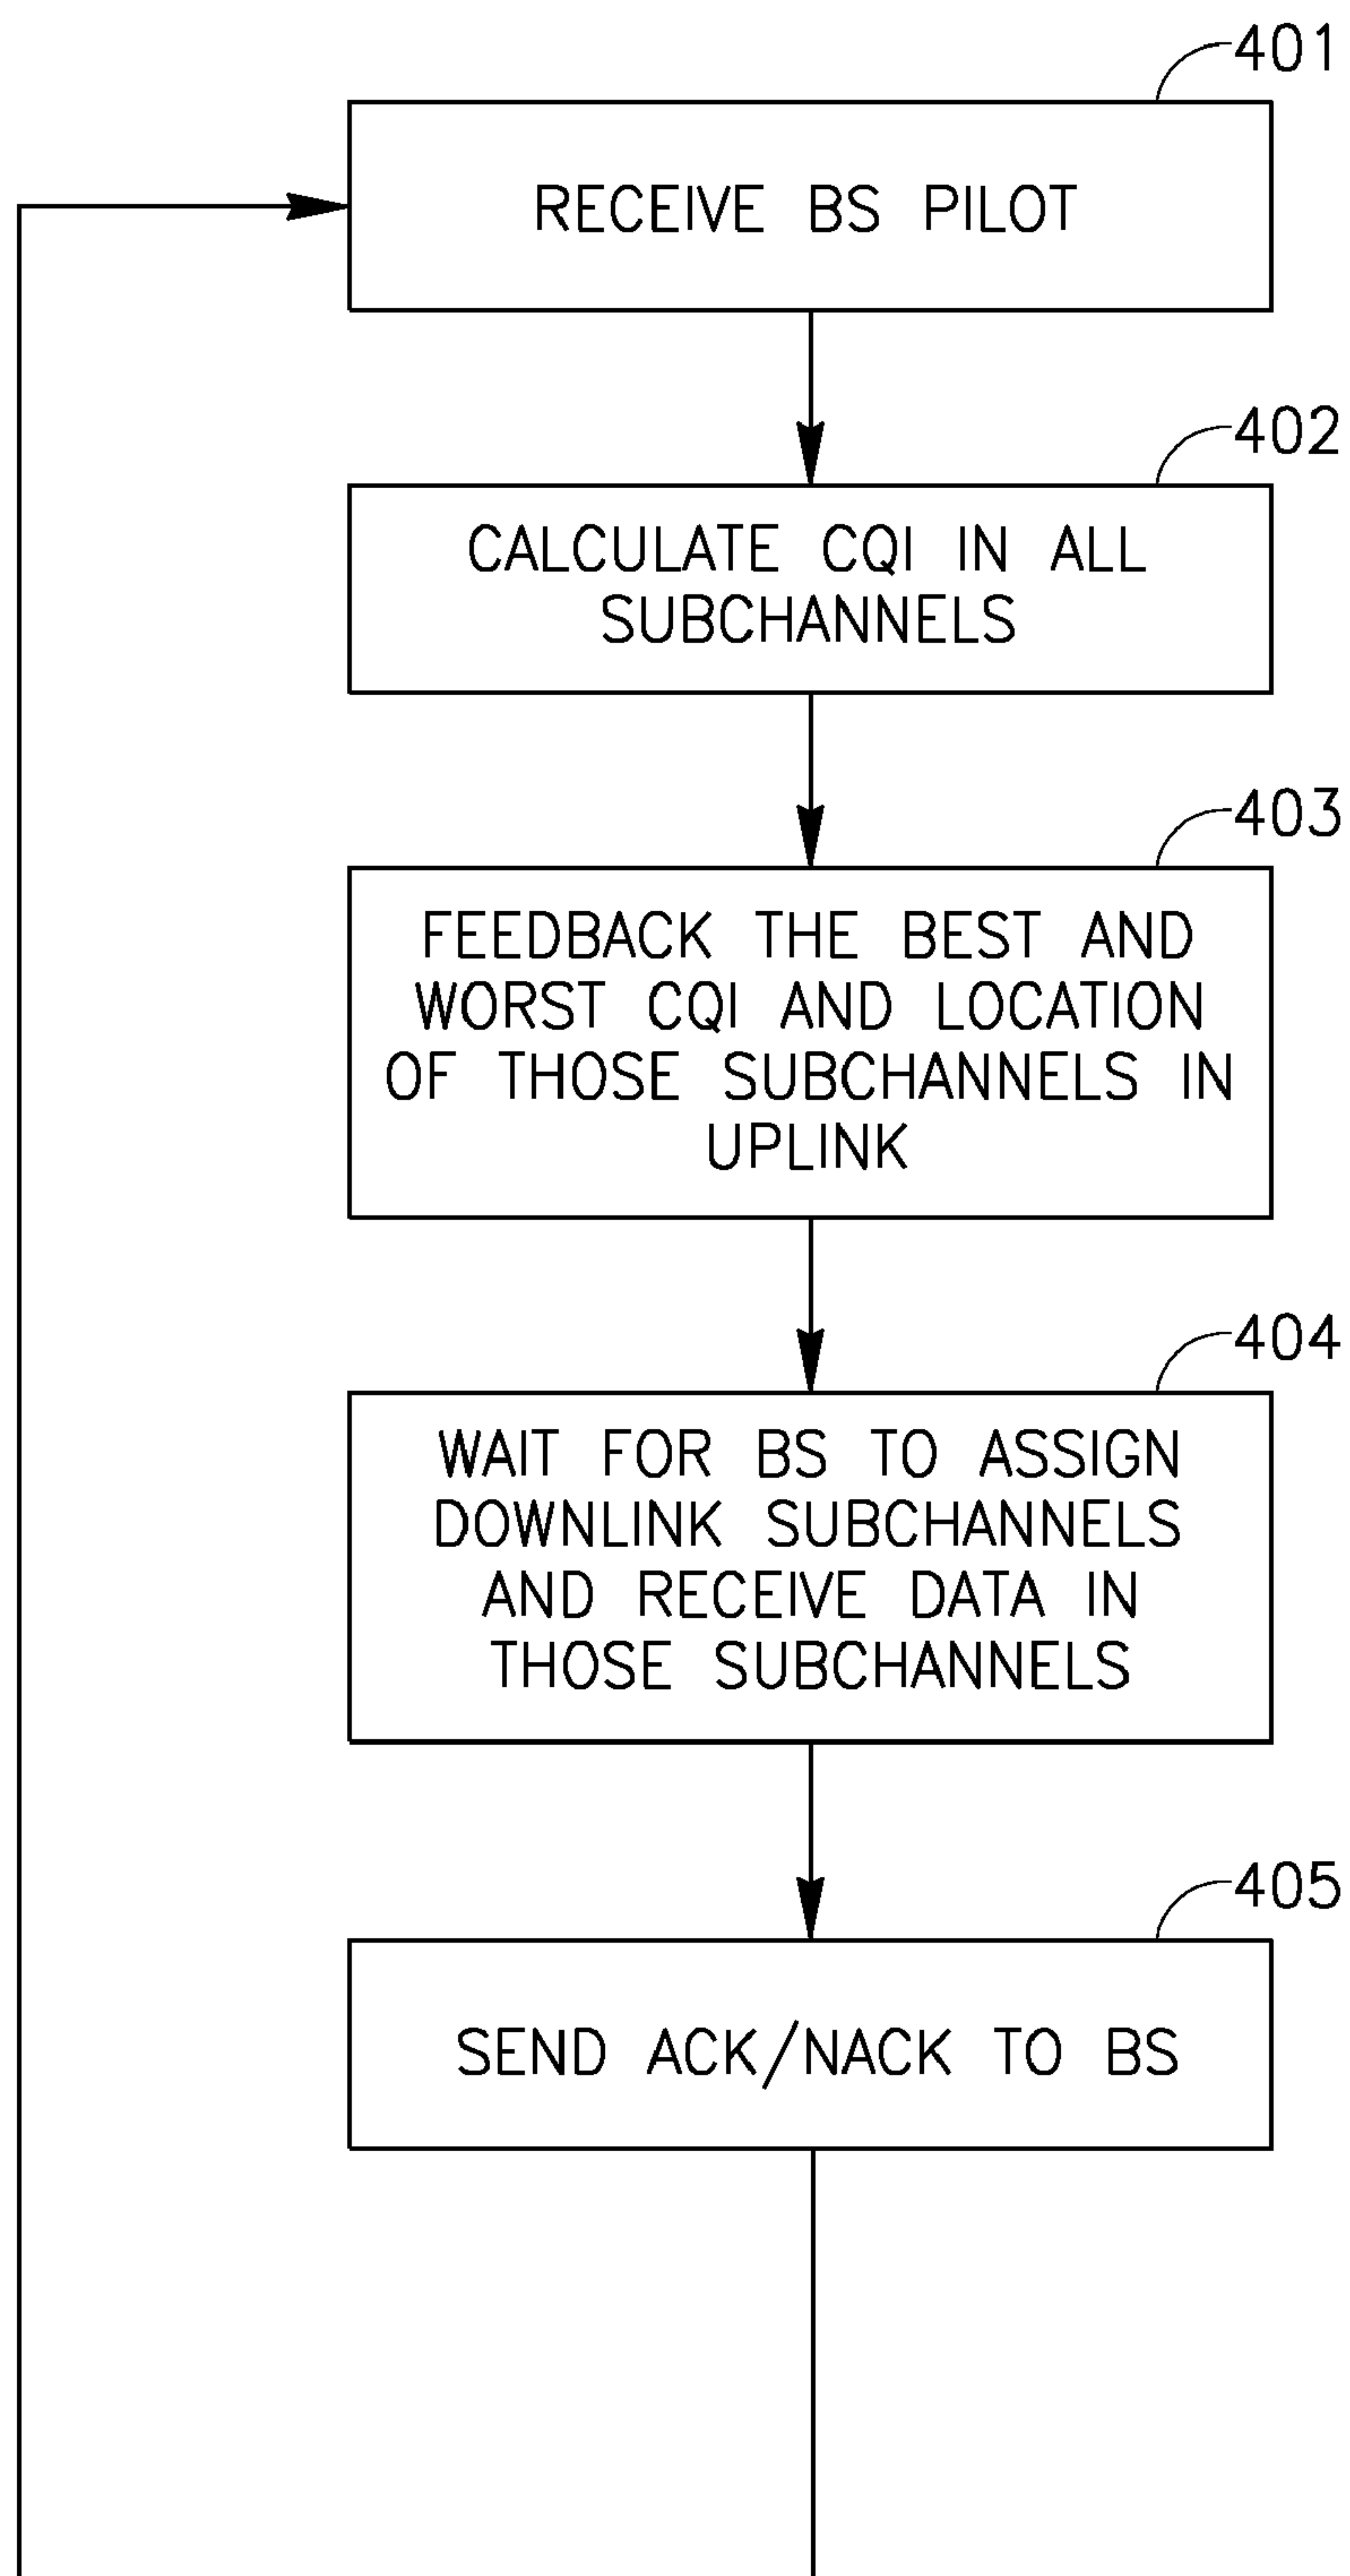 401
RECEIVE BS PILOT
402
CALCULATE CQI IN ALL
SUBCHANNELS
403
FEEDBACK THE BEST AND
WORST CQI AND LOCATION
OF THOSE SUBCHANNELS IN
UPLINK
404
WAIT FOR BS TO ASSIGN
DOWNLINK SUBCHANNELS
AND RECEIVE DATA IN
THOSE SUBCHANNELS
405
SEND ACK/NACK TO BS